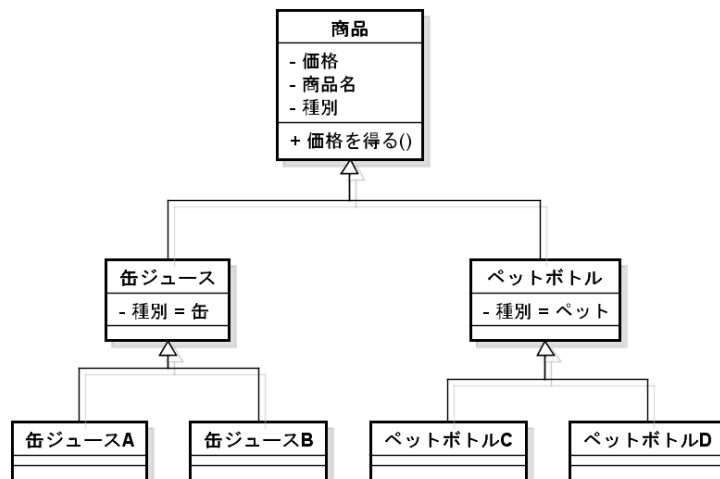 商品
- 価格
- 商品名
- 種別
+ 価格を得る()
缶ジュース
- 種別 = 缶
ペットボトル
- 種別 = ペット
缶ジュースA
缶ジュースB
ペットボトルC
ペットボトルD